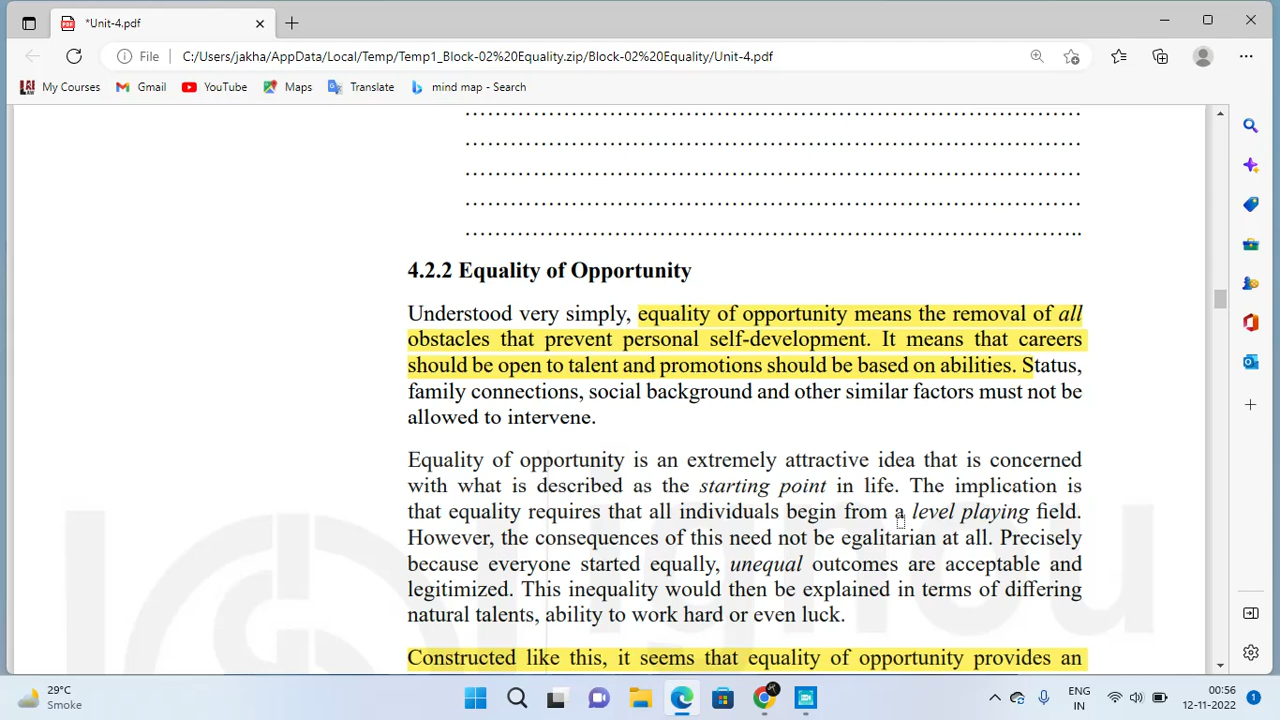 *Unit-4.pdf
File
C:/Users/jakha/AppData/Local/Temp/Temp1_Block-02%20Equality.zip/Block-02%20Equality/Unit-4.pdf
My Courses
Gmail
YouTube
Maps
Translate
mind map - Search
4.2.2 Equality of Opportunity
Understood very simply, equality of opportunity means the removal of all
obstacles that prevent personal self-development. It means that careers
should be open to talent and promotions should be based on abilities. Status,
family connections, social background and other similar factors must not be
allowed to intervene.
Equality of opportunity is an extremely attractive idea that is concerned
with what is described as the starting point in life. The implication is
that equality requires that all individuals begin from a level playing field.
However, the consequences of this need not be egalitarian at all. Precisely
because everyone started equally, unequal outcomes are acceptable and
legitimized. This inequality would then be explained in terms of differing
natural talents, ability to work hard or even luck.
Constructed like this, it seems that equality of opportunity provides an
ignou
29°C
Smoke
ENG
IN
00:56
12-11-2022
1